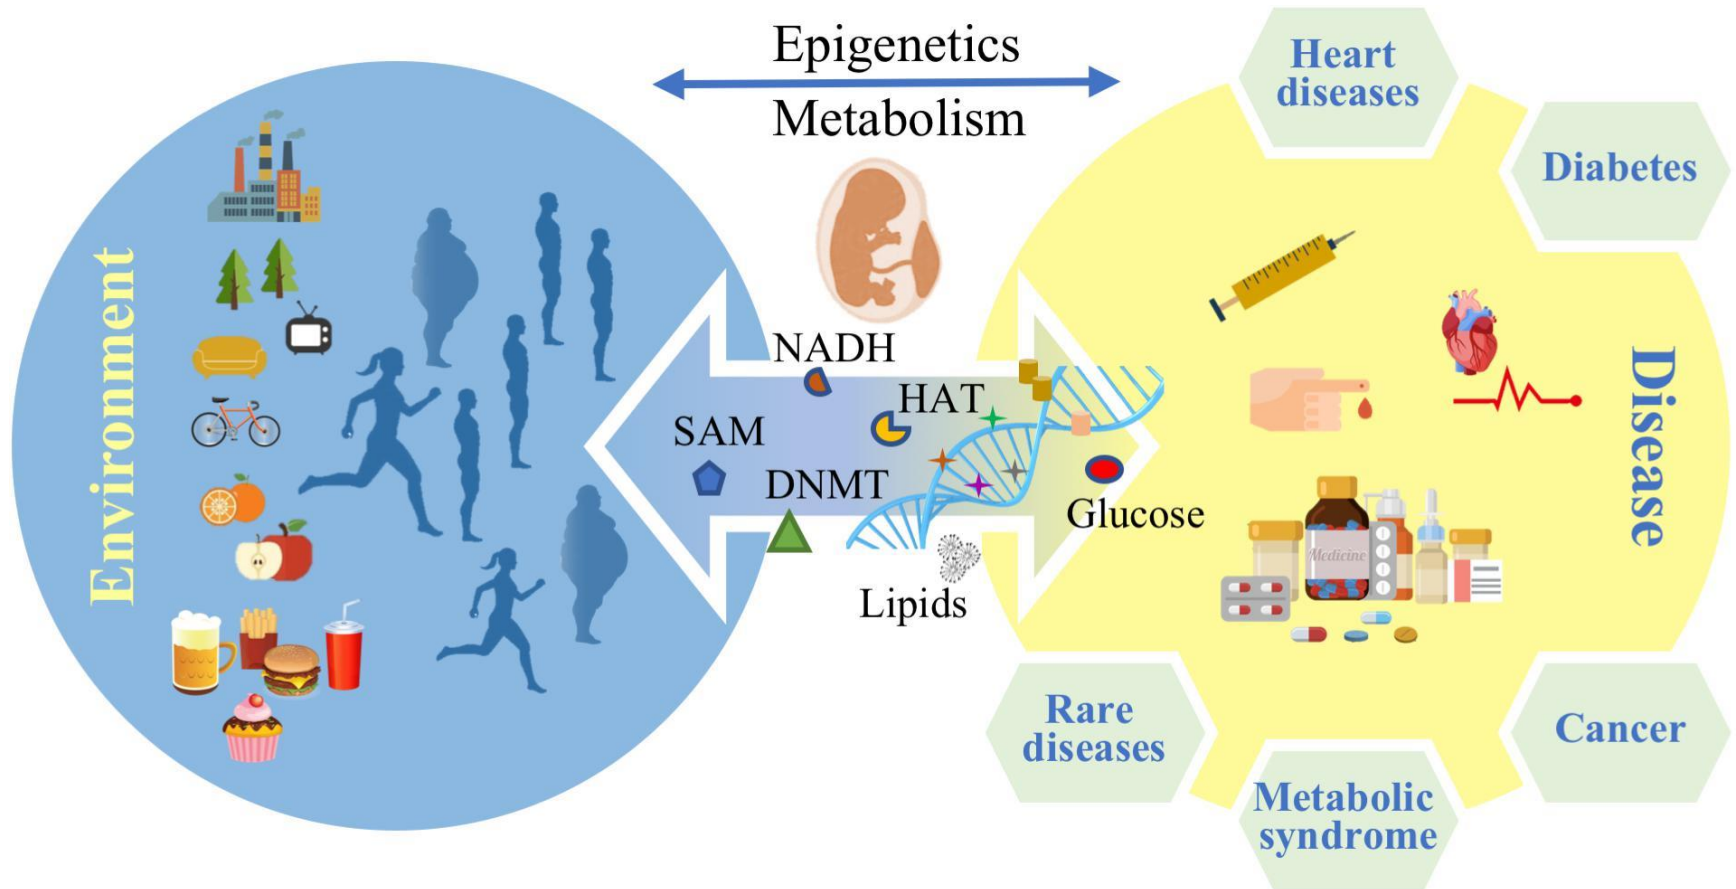 Epigenetics
Metabolism
Environment
NADH
HAT
SAM
DNMT
Glucose
Lipids
Heart
diseases
Diabetes
Disease
Medicine
Rare
diseases
Metabolic
syndrome
Cancer